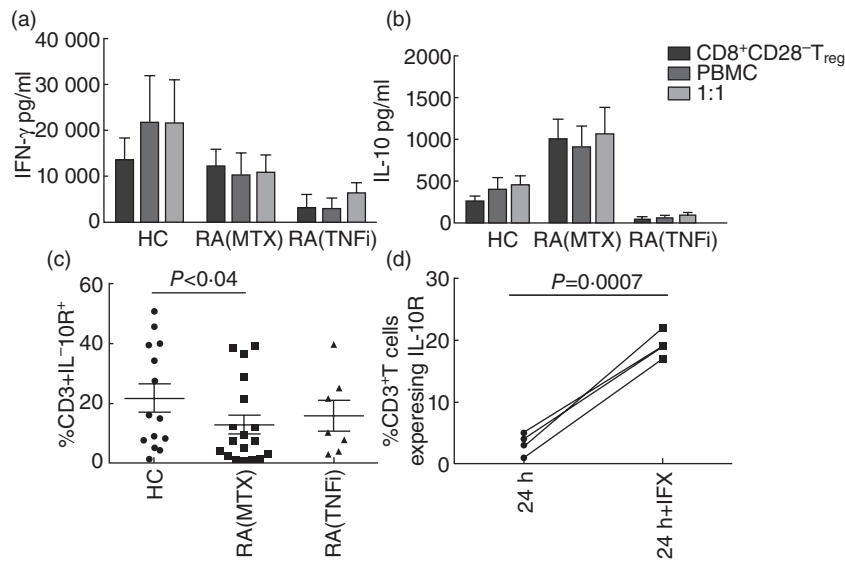 (a)
40 000
30 000
20 000
10 000
0
IFN-γ pg/ml
HC
RA(MTX)
RA(TNFi)
(b)
2000
1500
1000
500
0
IL-10 pg/ml
HC
RA(MTX)
RA(TNFi)
CD8⁺CD28⁻Treg
PBMC
1:1
(c)
P<0·04
60
40
20
0
%CD3+IL⁻10R⁺
HC
RA(MTX)
RA(TNFi)
(d)
P=0·0007
30
20
10
0
%CD3⁺T cells
experesing IL-10R
24 h
24 h+IFX